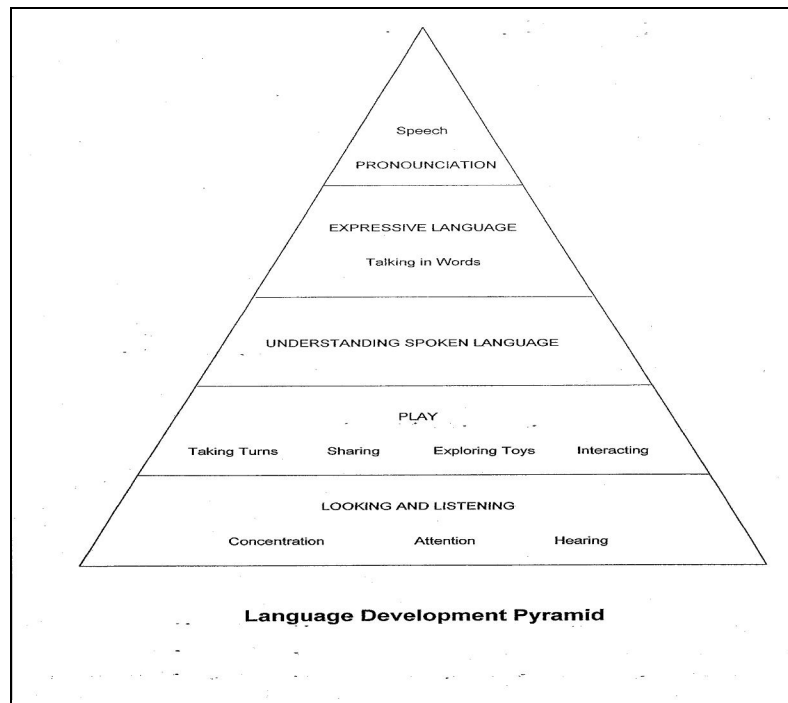 Speech
PRONOUNCIATION
EXPRESSIVE LANGUAGE
Talking in Words
UNDERSTANDING SPOKEN LANGUAGE
PLAY
Taking Turns Sharing Exploring Toys Interacting
LOOKING AND LISTENING
Concentration Attention Hearing
Language Development Pyramid